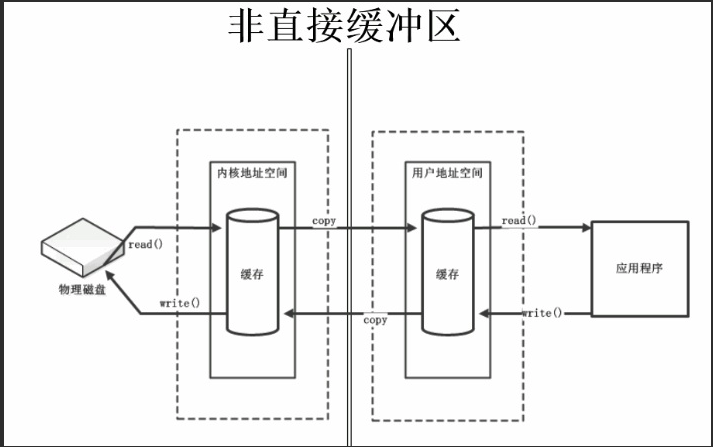 非直接缓冲区
内核地址空间
用户地址空间
copy
read()
read()
缓存
缓存
应用程序
物理磁盘
write()
copy
write()